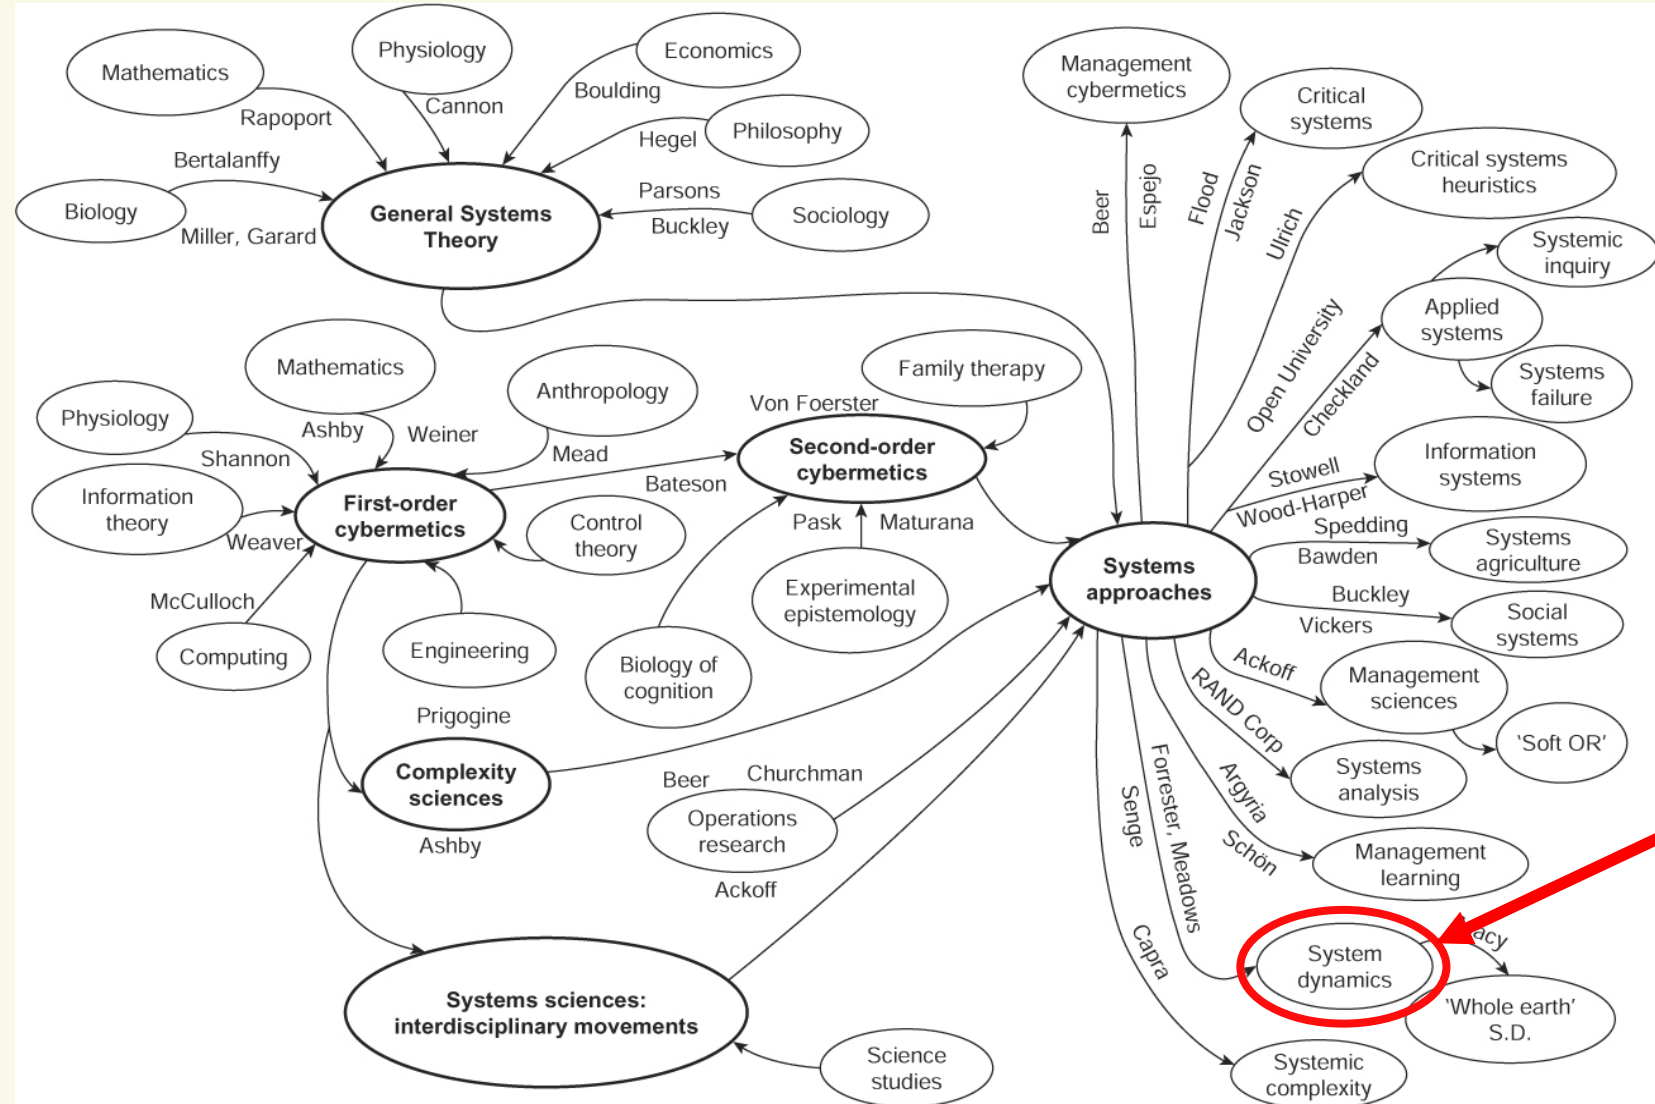 Mathematics
Physiology
Economics
Rapoport
Cannon
Boulding
Hegel
Philosophy
Bertalanffy
Biology
Miller, Garard
General Systems
Theory
Parsons
Buckley
Sociology
Management
cybermetics
Critical
systems
Critical systems
heuristics
Systemic
inquiry
Applied
systems
Systems
failure
Beer
Espejo
Flood
Jackson
Ulrich
Open University
Checkland
Mathematics
Physiology
Anthropology
Family therapy
Ashby
Weiner
Shannon
Mead
Von Foerster
Second-order
cybermetics
Information
theory
Weaver
First-order
cybermetics
Bateson
Control
theory
Pask
Maturana
McCulloch
Computing
Engineering
Biology of
cognition
Experimental
epistemology
Systems
approaches
Stowell
Wood-Harper
Information
systems
Spedding
Bawden
Systems
agriculture
Buckley
Vickers
Social
systems
Ackoff
Management
sciences
'Soft OR'
RAND Corp
Systems
analysis
Argyria
Schön
Management
learning
Forrester, Meadows
System
dynamics
acy
'Whole earth'
S.D.
Senge
Capra
Systemic
complexity
Prigogine
Complexity
sciences
Ashby
Beer
Churchman
Operations
research
Ackoff
Systems sciences:
interdisciplinary movements
Science
studies